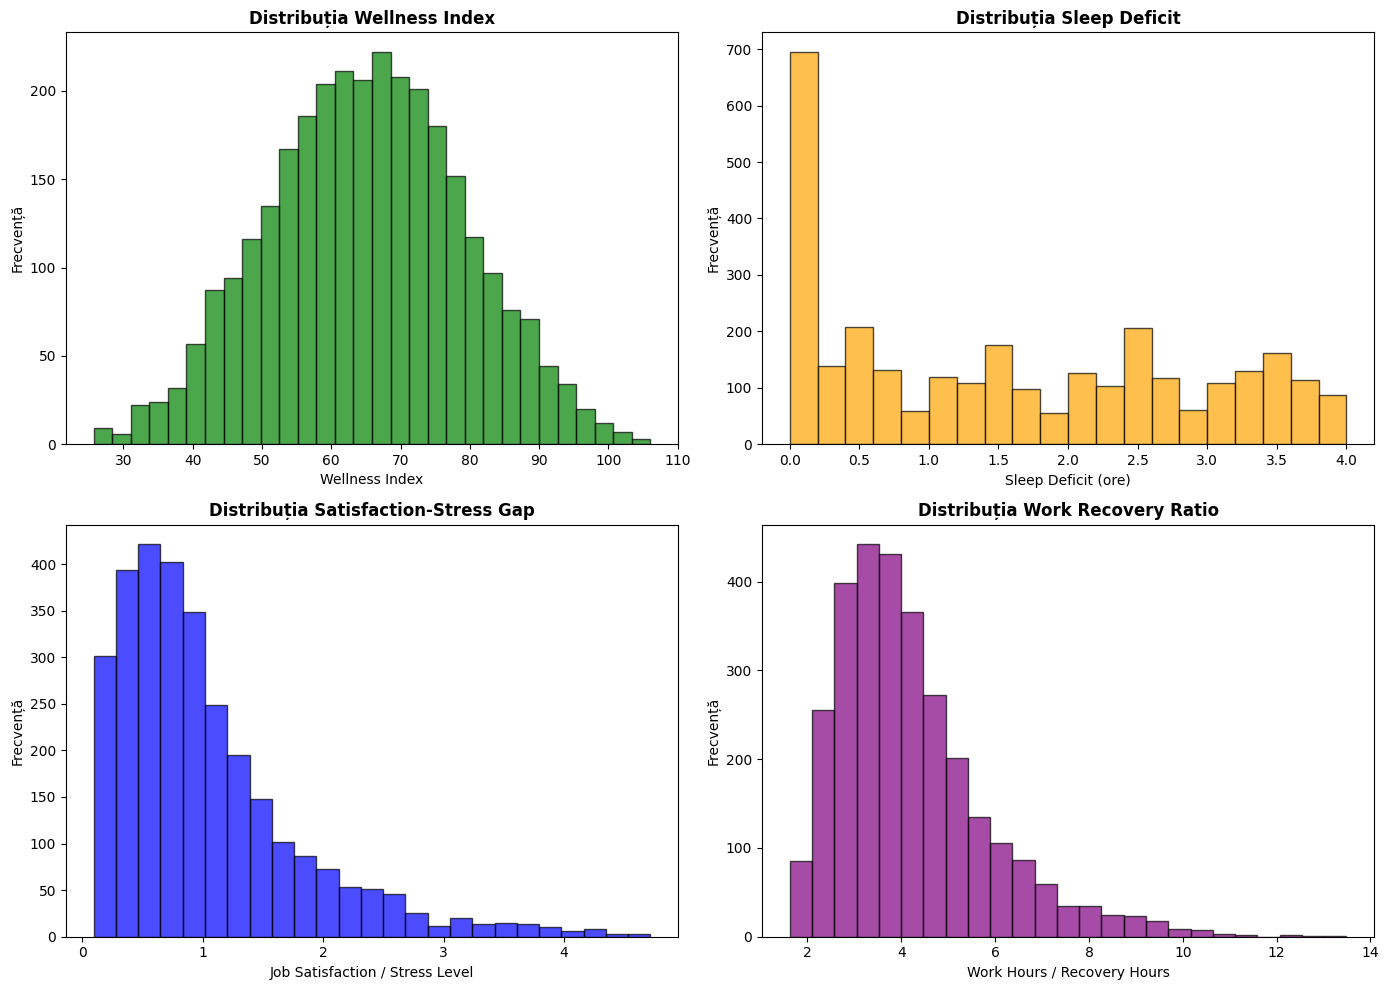 Distribuția Wellness Index
Frecvență
200
150
100
50
0
30 40 50 60 70 80 90 100 110
Wellness Index
Distribuția Sleep Deficit
Frecvență
700
600
500
400
300
200
100
0
0.0 0.5 1.0 1.5 2.0 2.5 3.0 3.5 4.0
Sleep Deficit (ore)
Distribuția Satisfaction-Stress Gap
Frecvență
400
350
300
250
200
150
100
50
0
0 1 2 3 4
Job Satisfaction / Stress Level
Distribuția Work Recovery Ratio
Frecvență
400
300
200
100
0
2 4 6 8 10 12 14
Work Hours / Recovery Hours